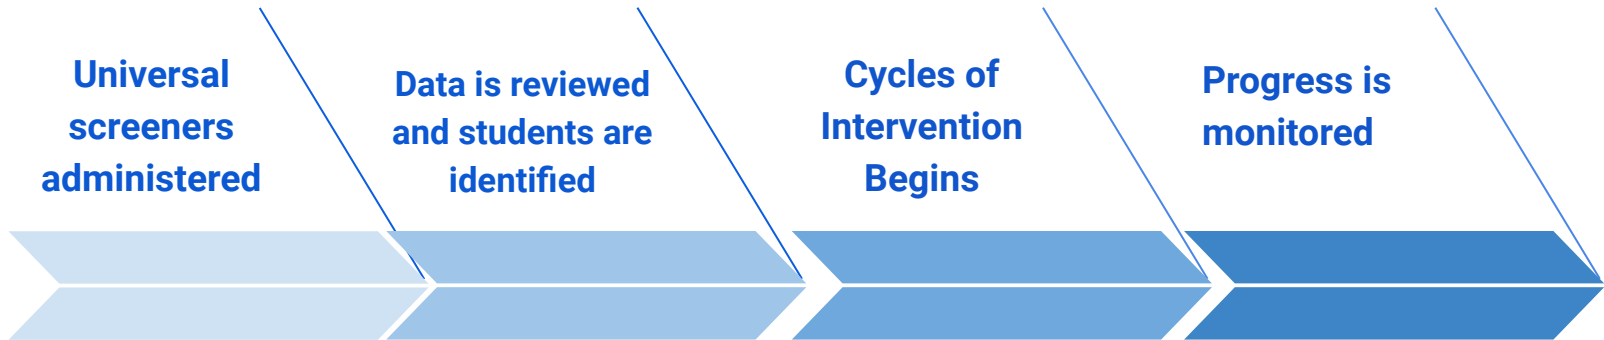 Universal
screeners
administered
Data is reviewed
and students are
identified
Cycles of
Intervention
Begins
Progress is
monitored